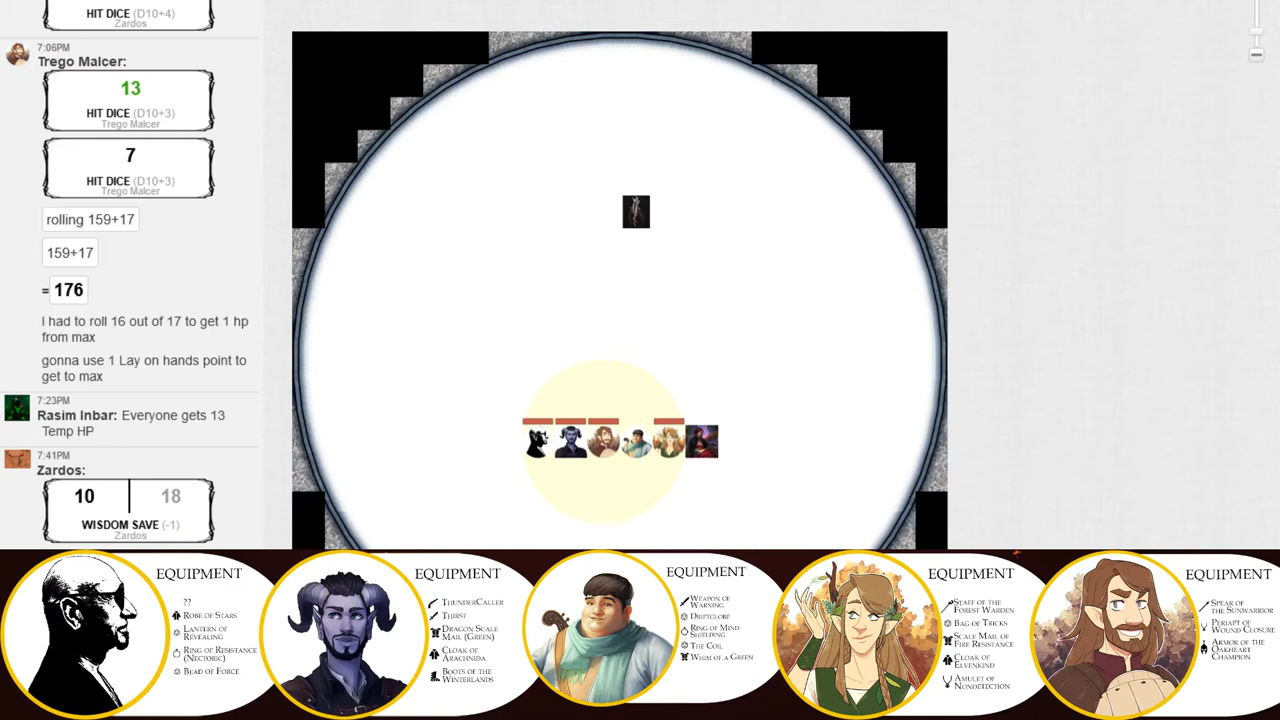 HIT DICE (D10+4)
Zardos
7:06PM
Trego Malcer:
13
HIT DICE (D10+3)
Trego Malcer
7
HIT DICE (D10+3)
Trego Malcer
rolling 159+17
159+17
=176
I had to roll 16 out of 17 to get 1 hp
from max
gonna use 1 Lay on hands point to
get to max
7:23PM
Rasim Inbar: Everyone gets 13
Temp HP
7:41PM
Zardos:
10 18
WISDOM SAVE (-1)
Zardos
EQUIPMENT
??
ROBE OF STARS
LANTERN OF
REVEALING
RING OF RESISTANCE
(NECTORIC)
BEAD OF FORCE
EQUIPMENT
THUNDERCALLER
THIRST
DRAGON SCALE
MAIL (GREEN)
CLOAK OF
ARACHNIDA
BOOTS OF THE
WINTERLANDS
EQUIPMENT
WEAPON OF
WARNING
DRIFTGLOBE
RING OF MIND
SHEILDING
THE COIL
WHIM OF A GREEN
EQUIPMENT
STAFF OF THE
FOREST WARDEN
BAG OF TRICKS
SCALE MAIL OF
FIRE RESISTANCE
CLOAK OF
ELVENKIND
AMULET OF
NONDETECTION
EQUIPMENT
SPEAR OF
THE SUNWARRIOR
PERIAPT OF
WOUND CLOSURE
ARMOR OF THE
OAKHEART
CHAMPION